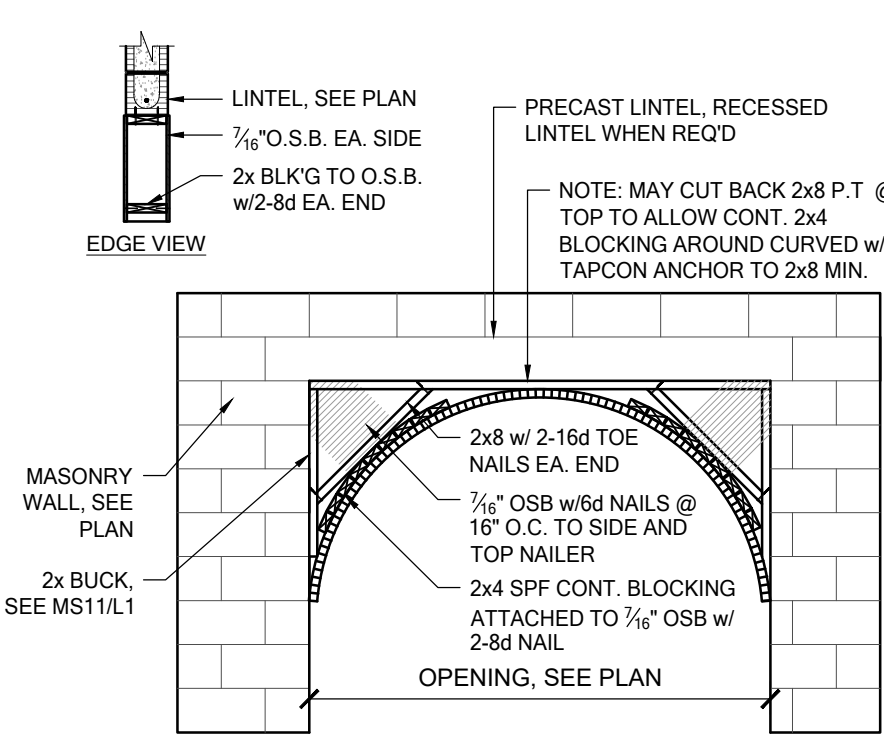 LINTEL, SEE PLAN
7⁄16"O.S.B. EA. SIDE
2x BLK'G TO O.S.B.
w/2-8d EA. END
EDGE VIEW
PRECAST LINTEL, RECESSED
LINTEL WHEN REQ'D
NOTE: MAY CUT BACK 2x8 P.T @
TOP TO ALLOW CONT. 2x4
BLOCKING AROUND CURVED w/
TAPCON ANCHOR TO 2x8 MIN.
2x8 w/ 2-16d TOE
NAILS EA. END
7⁄16" OSB w/6d NAILS @
16" O.C. TO SIDE AND
TOP NAILER
2x4 SPF CONT. BLOCKING
ATTACHED TO 7⁄16" OSB w/
2-8d NAIL
MASONRY
WALL, SEE
PLAN
2x BUCK,
SEE MS11/L1
OPENING, SEE PLAN